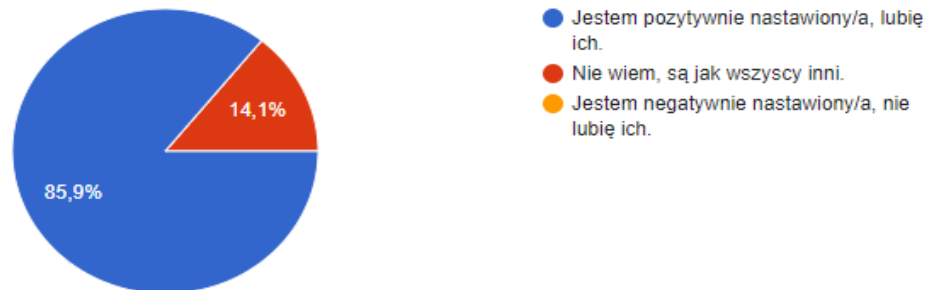 Jestem pozytywnie nastawiony/a, lubię
ich.
Nie wiem, są jak wszyscy inni.
Jestem negatywnie nastawiony/a, nie
lubię ich.
14,1%
85,9%